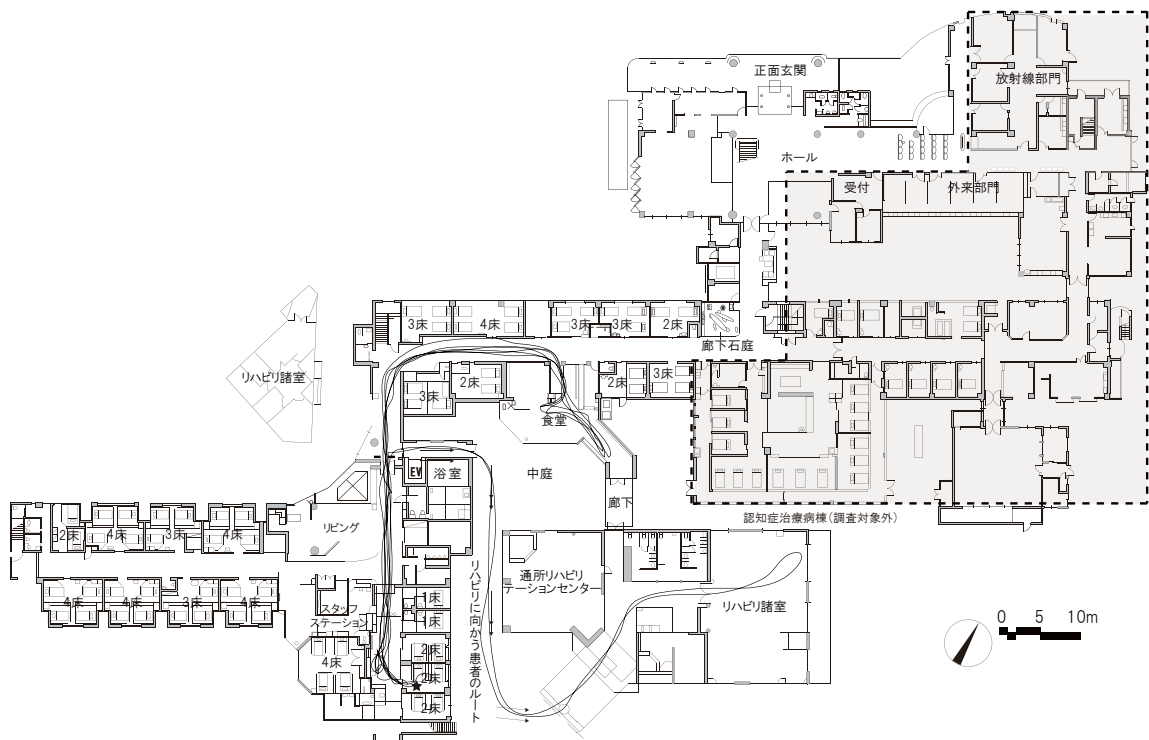 正面玄関
放射線部門
ホール
受付
外来部門
3床
4床
3床
3床
2床
廊下石庭
リハビリ諸室
3床
2床
2床
3床
食堂
EV
浴室
中庭
廊下
認知症治療病棟(調査対象外)
リビング
2床
4床
3床
4床
通所リハビリ
テーションセンター
リハビリ諸室
リハビリに向かう患者のルート
4床
4床
3床
4床
スタッフ
ステーション
1床
1床
2床
2床
2床
4床
0 5 10m